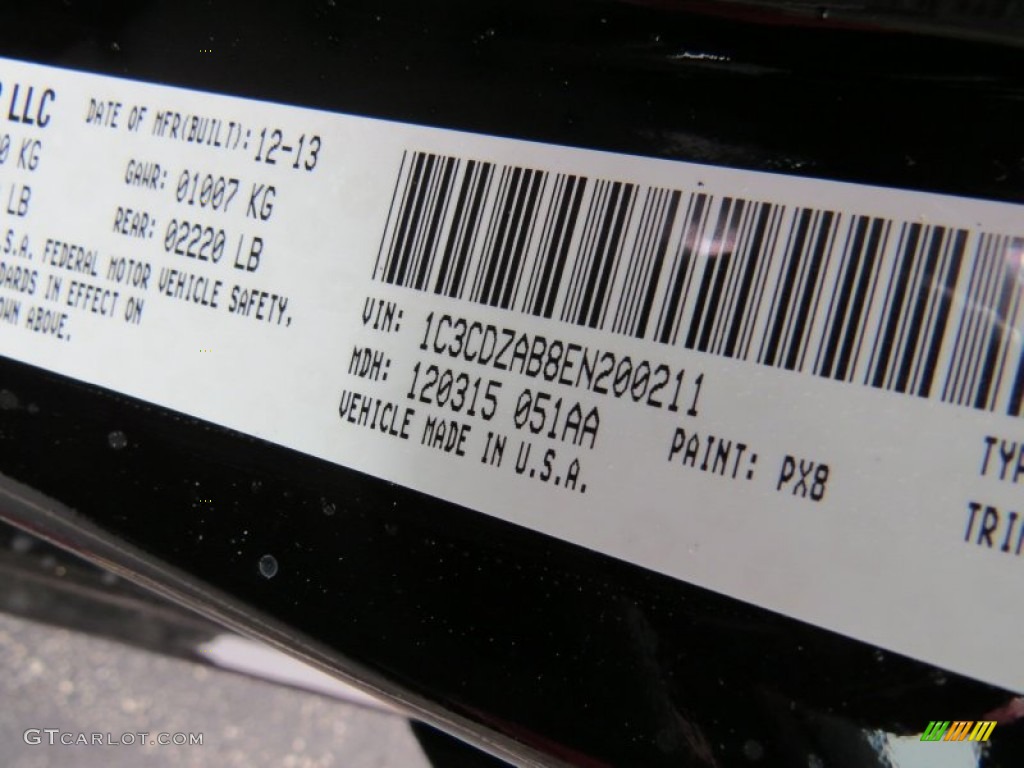 LLC
DATE OF MFR(BUILT): 12-13
0 KG
GAWR: 01007 KG
LB
REAR: 02220 LB
.S.A. FEDERAL MOTOR VEHICLE SAFETY,
DARDS IN EFFECT ON
OWN ABOVE.
VIN: 1C3CDZAB8EN200211
MDH: 120315 051AA
VEHICLE MADE IN U.S.A.
PAINT: PX8
TYP
TRIM
GTCARLOT.COM